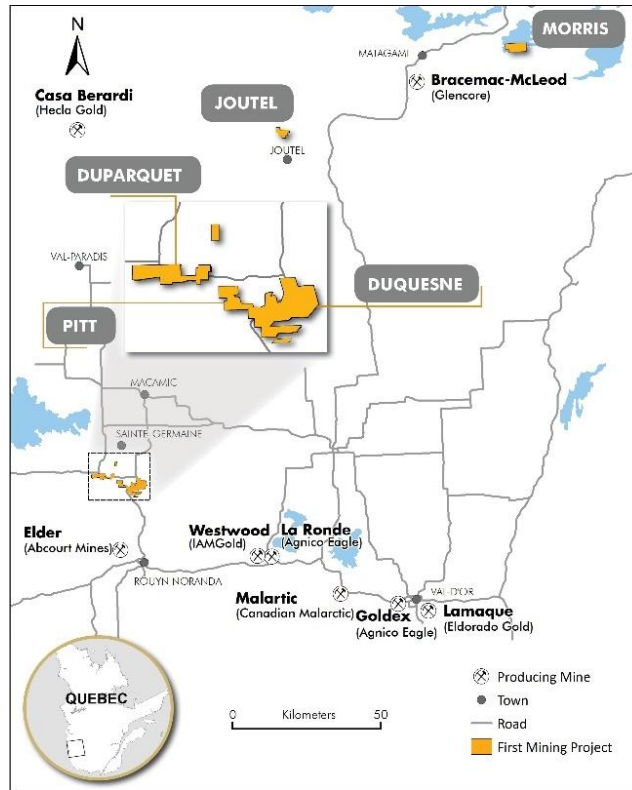 N
MORRIS
MATAGAMI
Bracemac-McLeod
(Glencore)
Casa Berardi
(Hecla Gold)
JOUTEL
JOUTEL
DUPARQUET
VAL-PARADIS
DUQUESNE
PITT
MACAMIC
SAINTE-GERMAINE
Elder
(Abcourt Mines)
Westwood
(IAMGold)
La Ronde
(Agnico Eagle)
ROUYN NORANDA
Malartic
(Canadian Malarctic)
Goldex
(Agnico Eagle)
VAL-D'OR
Lamaque
(Eldorado Gold)
QUEBEC
0 Kilometers 50
Producing Mine
Town
Road
First Mining Project